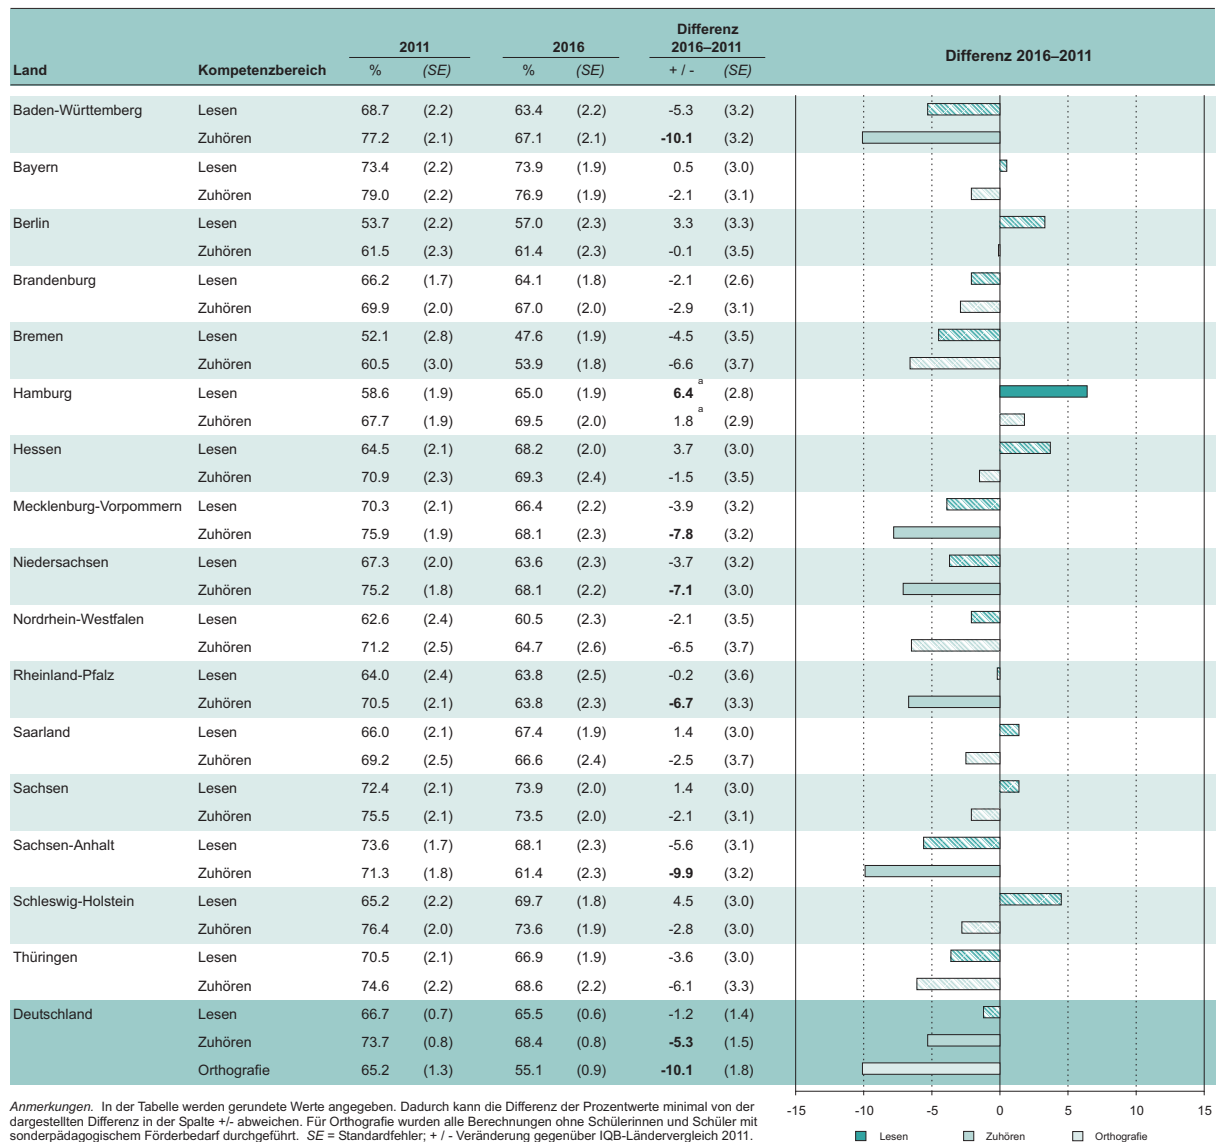 Land Kompetenzbereich 2011 2016 Differenz 2016–2011 Differenz 2016–2011
% (SE) % (SE) + / - (SE)
Baden-Württemberg Lesen 68.7 (2.2) 63.4 (2.2) -5.3 (3.2)
Zuhören 77.2 (2.1) 67.1 (2.1) -10.1 (3.2)
Bayern Lesen 73.4 (2.2) 73.9 (1.9) 0.5 (3.0)
Zuhören 79.0 (2.2) 76.9 (1.9) -2.1 (3.1)
Berlin Lesen 53.7 (2.2) 57.0 (2.3) 3.3 (3.3)
Zuhören 61.5 (2.3) 61.4 (2.3) -0.1 (3.5)
Brandenburg Lesen 66.2 (1.7) 64.1 (1.8) -2.1 (2.6)
Zuhören 69.9 (2.0) 67.0 (2.0) -2.9 (3.1)
Bremen Lesen 52.1 (2.8) 47.6 (1.9) -4.5 (3.5)
Zuhören 60.5 (3.0) 53.9 (1.8) -6.6 (3.7)
Hamburg Lesen 58.6 (1.9) 65.0 (1.9) 6.4 a (2.8)
Zuhören 67.7 (1.9) 69.5 (2.0) 1.8 a (2.9)
Hessen Lesen 64.5 (2.1) 68.2 (2.0) 3.7 (3.0)
Zuhören 70.9 (2.3) 69.3 (2.4) -1.5 (3.5)
Mecklenburg-Vorpommern Lesen 70.3 (2.1) 66.4 (2.2) -3.9 (3.2)
Zuhören 75.9 (1.9) 68.1 (2.3) -7.8 (3.2)
Niedersachsen Lesen 67.3 (2.0) 63.6 (2.3) -3.7 (3.2)
Zuhören 75.2 (1.8) 68.1 (2.2) -7.1 (3.0)
Nordrhein-Westfalen Lesen 62.6 (2.4) 60.5 (2.3) -2.1 (3.5)
Zuhören 71.2 (2.5) 64.7 (2.6) -6.5 (3.7)
Rheinland-Pfalz Lesen 64.0 (2.4) 63.8 (2.5) -0.2 (3.6)
Zuhören 70.5 (2.1) 63.8 (2.3) -6.7 (3.3)
Saarland Lesen 66.0 (2.1) 67.4 (1.9) 1.4 (3.0)
Zuhören 69.2 (2.5) 66.6 (2.4) -2.5 (3.7)
Sachsen Lesen 72.4 (2.1) 73.9 (2.0) 1.4 (3.0)
Zuhören 75.5 (2.1) 73.5 (2.0) -2.1 (3.1)
Sachsen-Anhalt Lesen 73.6 (1.7) 68.1 (2.3) -5.6 (3.1)
Zuhören 71.3 (1.8) 61.4 (2.3) -9.9 (3.2)
Schleswig-Holstein Lesen 65.2 (2.2) 69.7 (1.8) 4.5 (3.0)
Zuhören 76.4 (2.0) 73.6 (1.9) -2.8 (3.0)
Thüringen Lesen 70.5 (2.1) 66.9 (1.9) -3.6 (3.0)
Zuhören 74.6 (2.2) 68.6 (2.2) -6.1 (3.3)
Deutschland Lesen 66.7 (0.7) 65.5 (0.6) -1.2 (1.4)
Zuhören 73.7 (0.8) 68.4 (0.8) -5.3 (1.5)
Orthografie 65.2 (1.3) 55.1 (0.9) -10.1 (1.8)
-15 -10 -5 0 5 10 15
Lesen Zuhören Orthografie
Anmerkungen. In der Tabelle werden gerundete Werte angegeben. Dadurch kann die Differenz der Prozentwerte minimal von der
dargestellten Differenz in der Spalte +/- abweichen. Für Orthografie wurden alle Berechnungen ohne Schülerinnen und Schüler mit
sonderpädagogischem Förderbedarf durchgeführt. SE = Standardfehler; + / - Veränderung gegenüber IQB-Ländervergleich 2011.